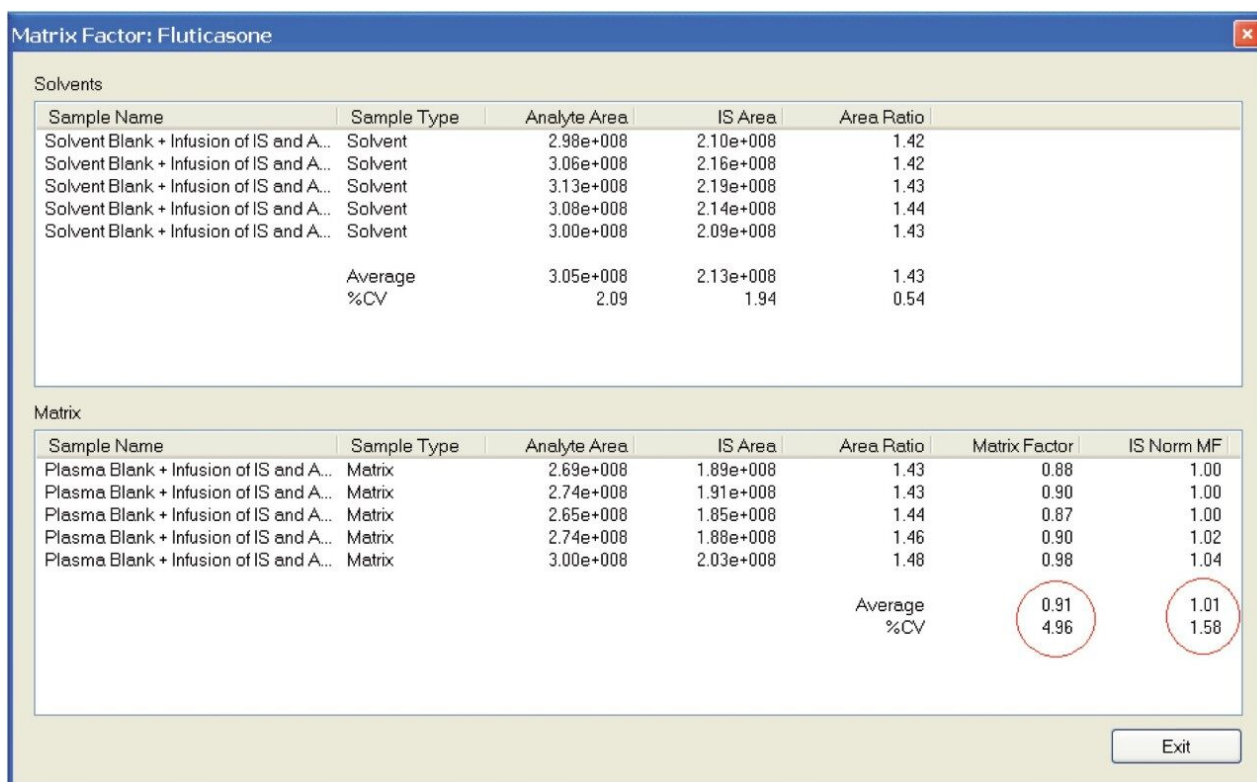 Matrix Factor: Fluticasone
Solvents
Sample Name Sample Type Analyte Area IS Area Area Ratio
Solvent Blank + Infusion of IS and A... Solvent 2.98e+008 2.10e+008 1.42
Solvent Blank + Infusion of IS and A... Solvent 3.06e+008 2.16e+008 1.42
Solvent Blank + Infusion of IS and A... Solvent 3.13e+008 2.19e+008 1.43
Solvent Blank + Infusion of IS and A... Solvent 3.08e+008 2.14e+008 1.44
Solvent Blank + Infusion of IS and A... Solvent 3.00e+008 2.09e+008 1.43
Average 3.05e+008 2.13e+008 1.43
%CV 2.09 1.94 0.54
Matrix
Sample Name Sample Type Analyte Area IS Area Area Ratio Matrix Factor IS Norm MF
Plasma Blank + Infusion of IS and A... Matrix 2.69e+008 1.89e+008 1.43 0.88 1.00
Plasma Blank + Infusion of IS and A... Matrix 2.74e+008 1.91e+008 1.43 0.90 1.00
Plasma Blank + Infusion of IS and A... Matrix 2.65e+008 1.85e+008 1.44 0.87 1.00
Plasma Blank + Infusion of IS and A... Matrix 2.74e+008 1.88e+008 1.46 0.90 1.02
Plasma Blank + Infusion of IS and A... Matrix 3.00e+008 2.03e+008 1.48 0.98 1.04
Average 0.91 1.01
%CV 4.96 1.58
Exit